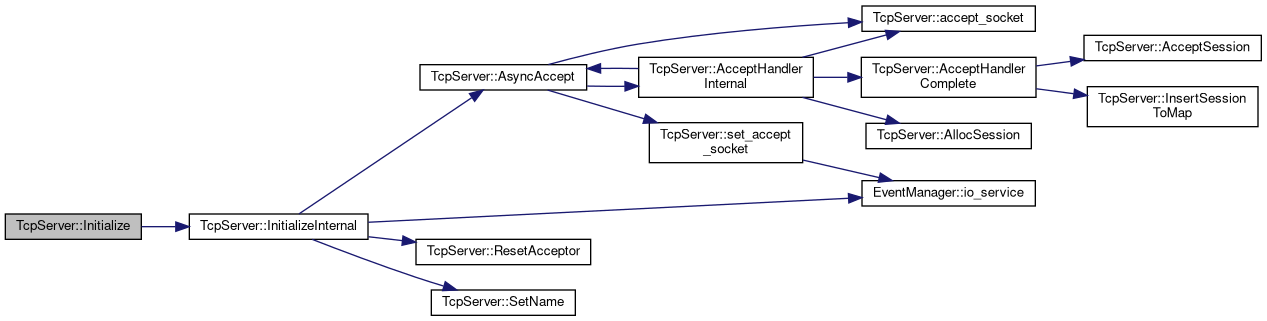 TcpServer::Initialize
TcpServer::InitializeInternal
TcpServer::AsyncAccept
TcpServer::ResetAcceptor
TcpServer::SetName
TcpServer::AcceptHandler
Internal
TcpServer::set_accept
_socket
TcpServer::accept_socket
TcpServer::AcceptHandler
Complete
TcpServer::AllocSession
EventManager::io_service
TcpServer::AcceptSession
TcpServer::InsertSession
ToMap